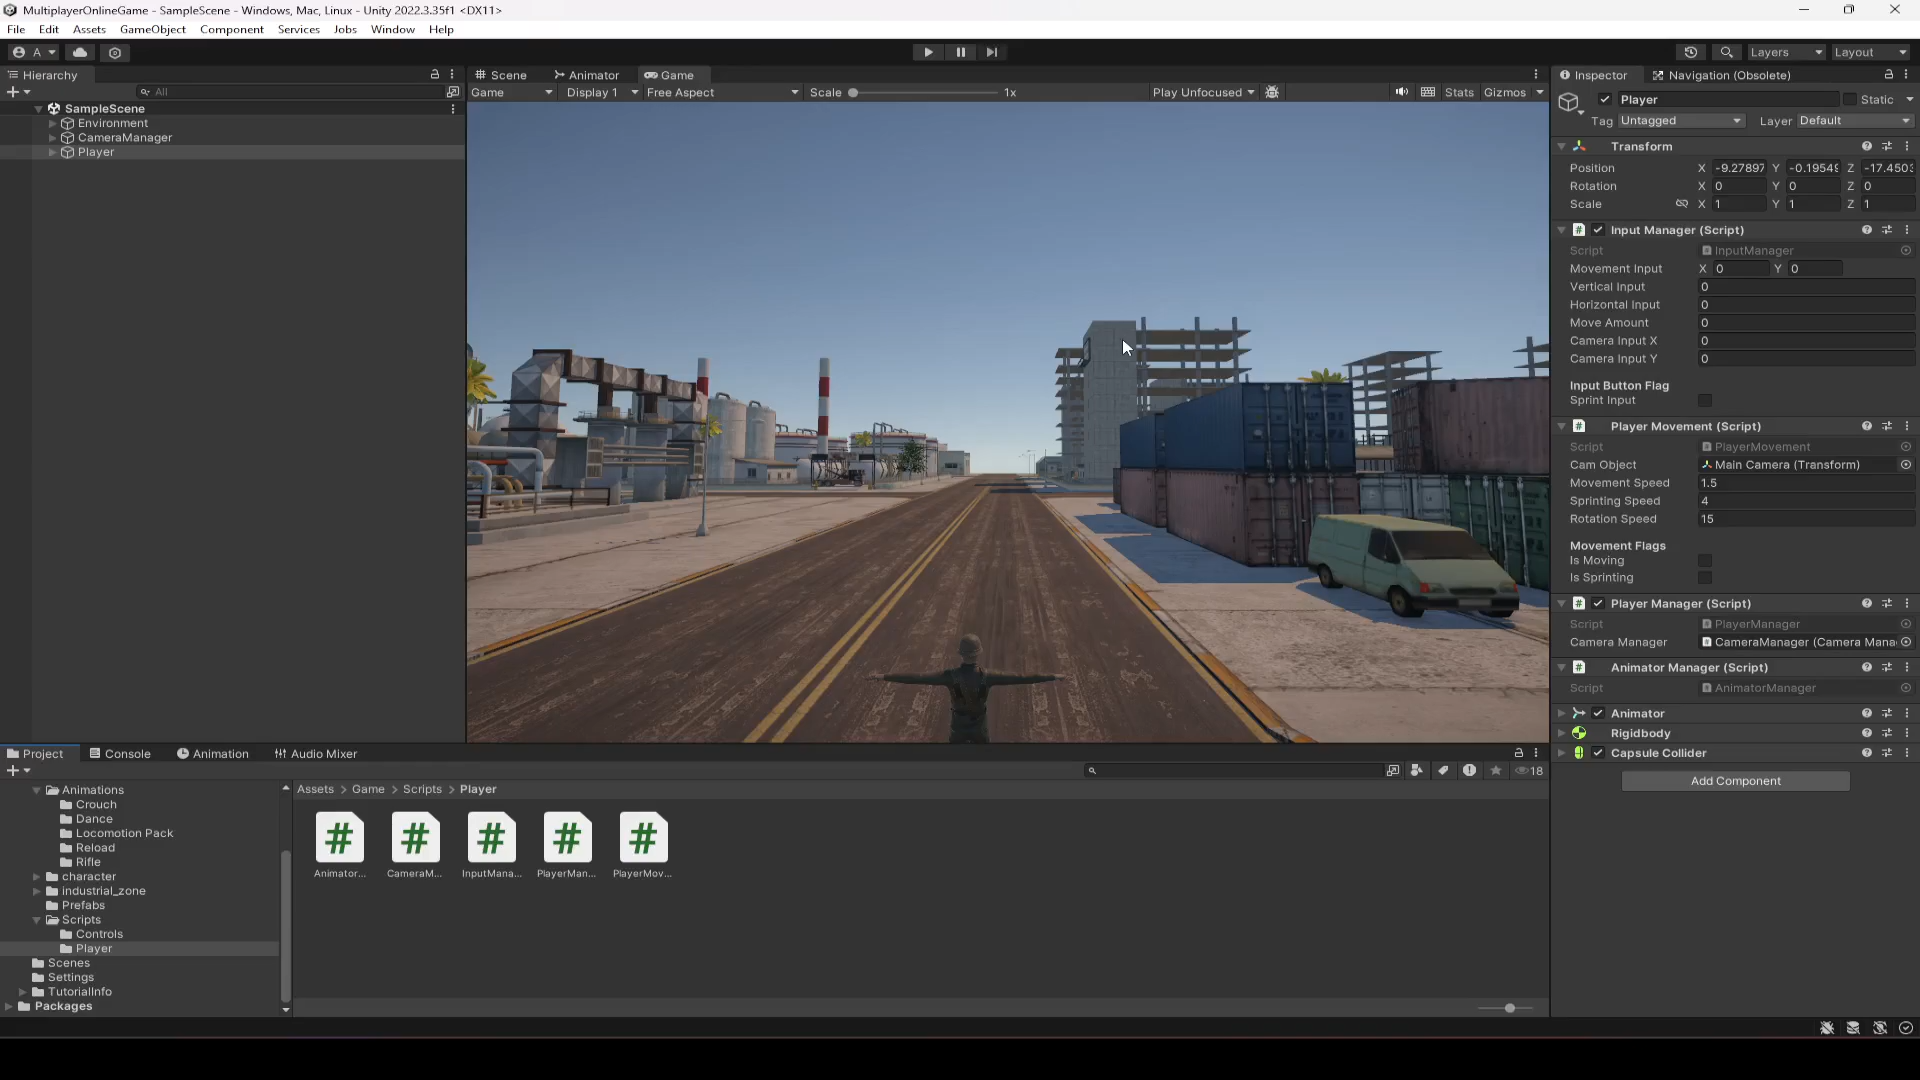 MultiplayerOnlineGame - SampleScene - Windows, Mac, Linux - Unity 2022.3.35f1 <DX11>
File Edit Assets GameObject Component Services Jobs Window Help
A Layers Layout
Hierarchy
All
SampleScene
Environment
CameraManager
Player
Scene Animator Game
Game Display 1 Free Aspect Scale 1x Play Unfocused Stats Gizmos
Inspector Navigation (Obsolete)
Player Static
Tag Untagged Layer Default
Transform
Position X -9.27897 Y -0.19549 Z -17.4503
Rotation X 0 Y 0 Z 0
Scale X 1 Y 1 Z 1
Input Manager (Script)
Script InputManager
Movement Input X 0 Y 0
Vertical Input 0
Horizontal Input 0
Move Amount 0
Camera Input X 0
Camera Input Y 0
Input Button Flag
Sprint Input
Player Movement (Script)
Script PlayerMovement
Cam Object Main Camera (Transform)
Movement Speed 1.5
Sprinting Speed 4
Rotation Speed 15
Movement Flags
Is Moving
Is Sprinting
Player Manager (Script)
Script PlayerManager
Camera Manager CameraManager (Camera Mana
Animator Manager (Script)
Script AnimatorManager
Animator
Rigidbody
Capsule Collider
Add Component
Project Console Animation Audio Mixer
18
Animations
Crouch
Dance
Locomotion Pack
Reload
Rifle
character
industrial_zone
Prefabs
Scripts
Controls
Player
Scenes
Settings
TutorialInfo
Packages
Assets > Game > Scripts > Player
Animator... CameraM... InputMana... PlayerMan... PlayerMov...